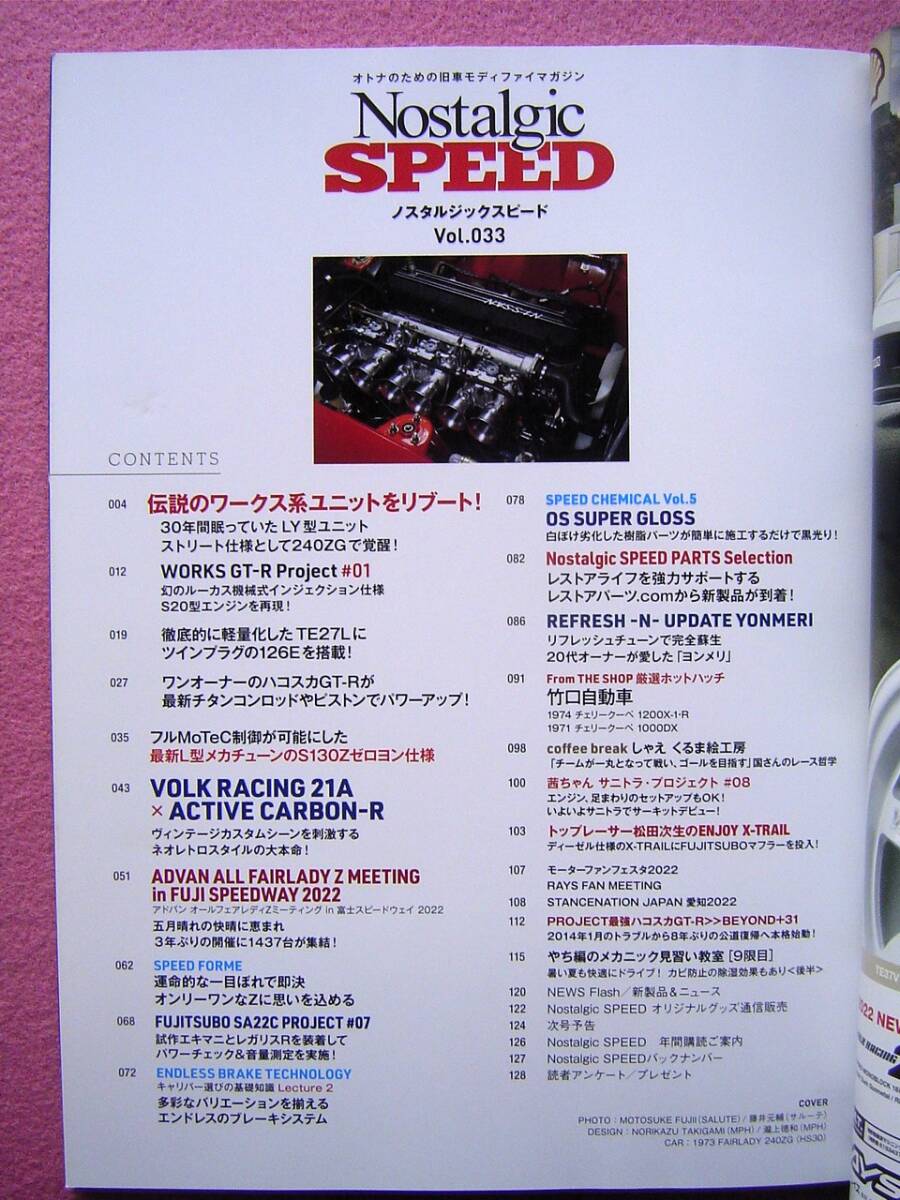 オトナのための旧車モディファイマガジン
Nostalgic
SPEED
ノスタルジックスピード
Vol.033
NISSAN
CONTENTS
004 伝説のワークス系ユニットをリブート!
30年間眠っていたLY型ユニット
ストリート仕様として240ZGで覚醒!
012 WORKS GT-R Project #01
幻のルーカス機械式インジェクション仕様
S20型エンジンを再現!
019 徹底的に軽量化したTE27Lに
ツインプラグの126Eを搭載!
027 ワンオーナーのハコスカGT-Rが
最新チタンコンロッドやピストンでパワーアップ!
035 フルMoTeC制御が可能にした
最新L型メカチューンのS130Zゼロヨン仕様
043 VOLK RACING 21A
× ACTIVE CARBON-R
ヴィンテージカスタムシーンを刺激する
ネオレトロスタイルの大本命!
051 ADVAN ALL FAIRLADY Z MEETING
in FUJI SPEEDWAY 2022
アドバン オールフェアレディZミーティング in 富士スピードウェイ 2022
五月晴れの快晴に恵まれ
3年ぶりの開催に1437台が集結!
062 SPEED FORME
運命的な一目ぼれで即決
オンリーワンなZに思いを込める
068 FUJITSUBO SA22C PROJECT #07
試作エキマニとレガリスRを装着して
パワーチェック&音量測定を実施!
072 ENDLESS BRAKE TECHNOLOGY
キャリパー選びの基礎知識 Lecture 2
多彩なバリエーションを揃える
エンドレスのブレーキシステム
078 SPEED CHEMICAL Vol.5
OS SUPER GLOSS
白ぼけ劣化した樹脂パーツが簡単に施工するだけで黒光り!
082 Nostalgic SPEED PARTS Selection
レストアライフを強力サポートする
レストアパーツ.comから新製品が到着!
086 REFRESH -N- UPDATE YONMERI
リフレッシュチューンで完全蘇生
20代オーナーが愛した「ヨンメリ」
091 From THE SHOP 厳選ホットハッチ
竹口自動車
1974 チェリークーペ 1200X-1・R
1971 チェリークーペ 1000DX
098 coffee break しゃえ くるま絵工房
「チームが一丸となって戦い、ゴールを目指す」国さんのレース哲学
100 茜ちゃん サニトラ・プロジェクト #08
エンジン、足まわりのセットアップもOK!
いよいよサニトラでサーキットデビュー!
103 トップレーサー松田次生のENJOY X-TRAIL
ディーゼル仕様のX-TRAILにFUJITSUBOマフラーを投入!
107 モーターファンフェスタ2022
RAYS FAN MEETING
108 STANCENATION JAPAN 愛知2022
112 PROJECT最強ハコスカGT-R>>BEYOND+31
2014年1月のトラブルから8年ぶりの公道復帰へ本格始動!
115 やち編のメカニック見習い教室[9限目]
暑い夏も快適にドライブ! カビ防止の除湿効果もあり<後半>
120 NEWS Flash/新製品&ニュース
122 Nostalgic SPEED オリジナルグッズ通信販売
124 次号予告
126 Nostalgic SPEED 年間購読ご案内
127 Nostalgic SPEEDバックナンバー
128 読者アンケート/プレゼント
COVER
PHOTO:MOTOSUKE FUJII(SALUTE)/藤井元輔(サルーテ)
DESIGN:NORIKAZU TAKIGAMI(MPH)/瀧上徳和(MPH)
CAR:1973 FAIRLADY 240ZG(HS30)
TE37V
2022 NEW